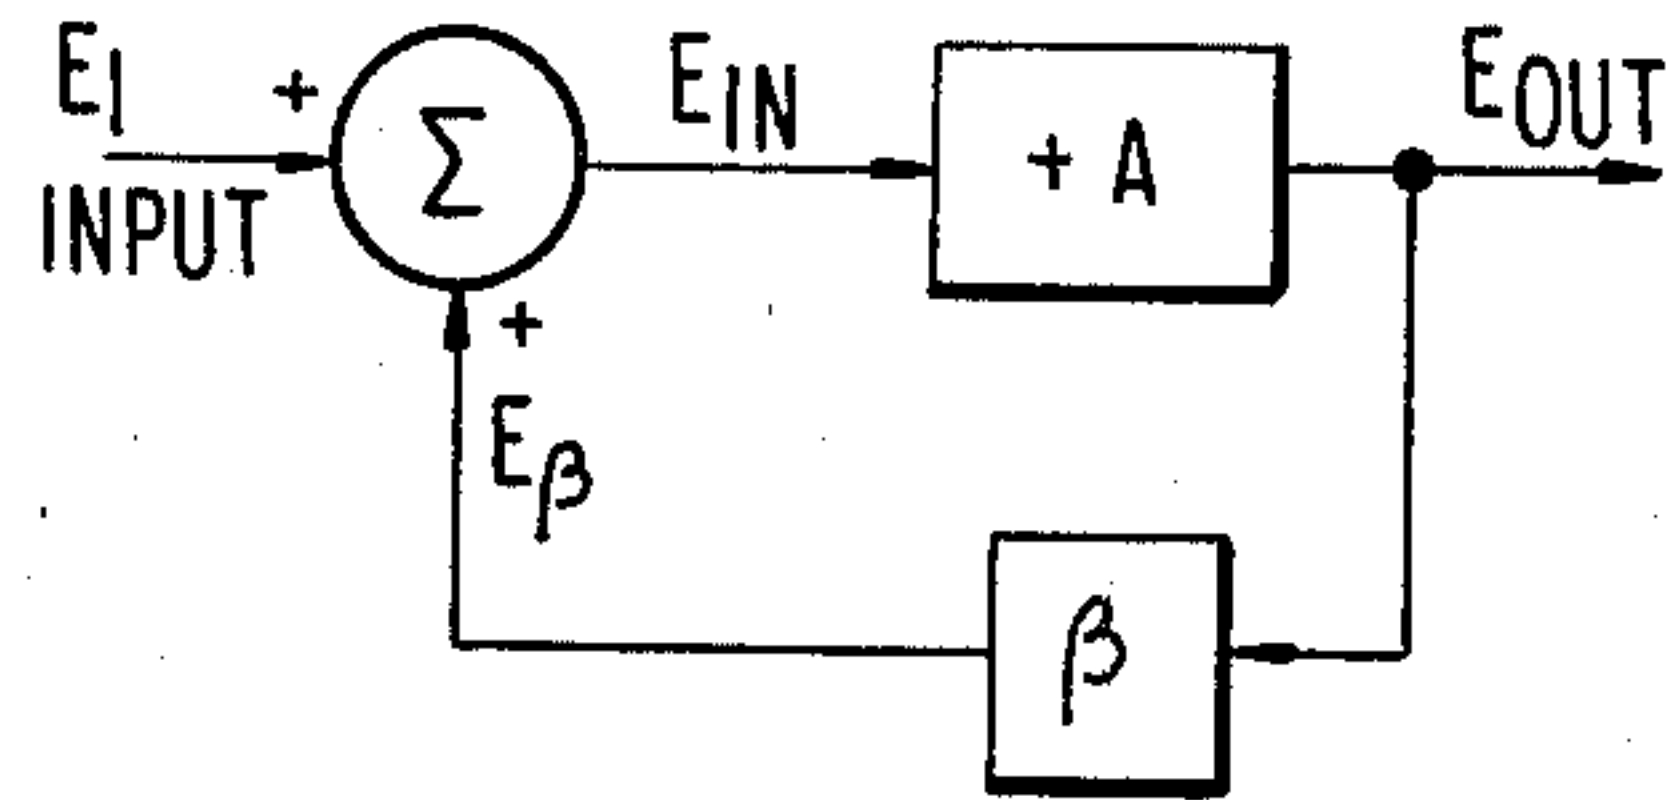 E1
+
INPUT
Σ
EIN
+ A
EOUT
+
Eβ
β